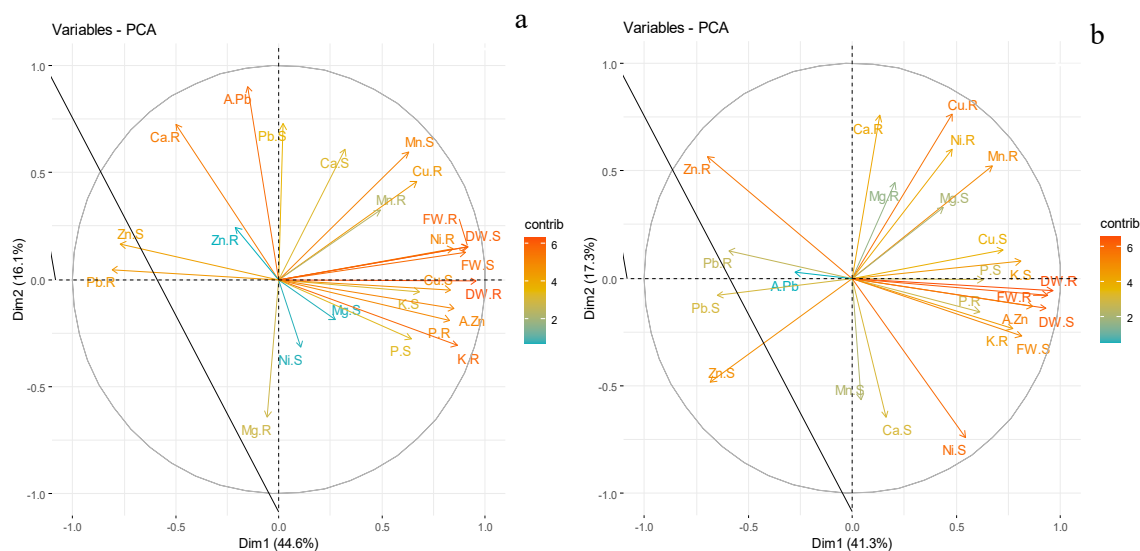 a
Variables - PCA
1.0
0.5
0.0
-0.5
-1.0
Dim2 (16.1%)
A.Pb
Ca.R
Pb.S
Ca.S
Mn.S
Cu.R
Mn.R
FW.R
DW.S
Ni.R
FW.S
Zn.S
Zn.R
Pb.R
Cu.S
DW.R
K.S
Mg.S
A.Zn
P.R
P.S
K.R
Ni.S
Mg.R
-1.0 -0.5 0.0 0.5 1.0
Dim1 (44.6%)
contrib
6
4
2
b
Variables - PCA
1.0
0.5
0.0
-0.5
-1.0
Dim2 (17.3%)
Cu.R
Ca.R
Ni.R
Mn.R
Zn.R
Mg.R
Mg.S
Cu.S
Pb.R
P.S
K.S
A.Pb
DW.R
FW.R
Pb.S
P.R
DW.S
A.Zn
K.R
FW.S
Zn.S
Mn.S
Ca.S
Ni.S
-1.0 -0.5 0.0 0.5 1.0
Dim1 (41.3%)
contrib
6
4
2